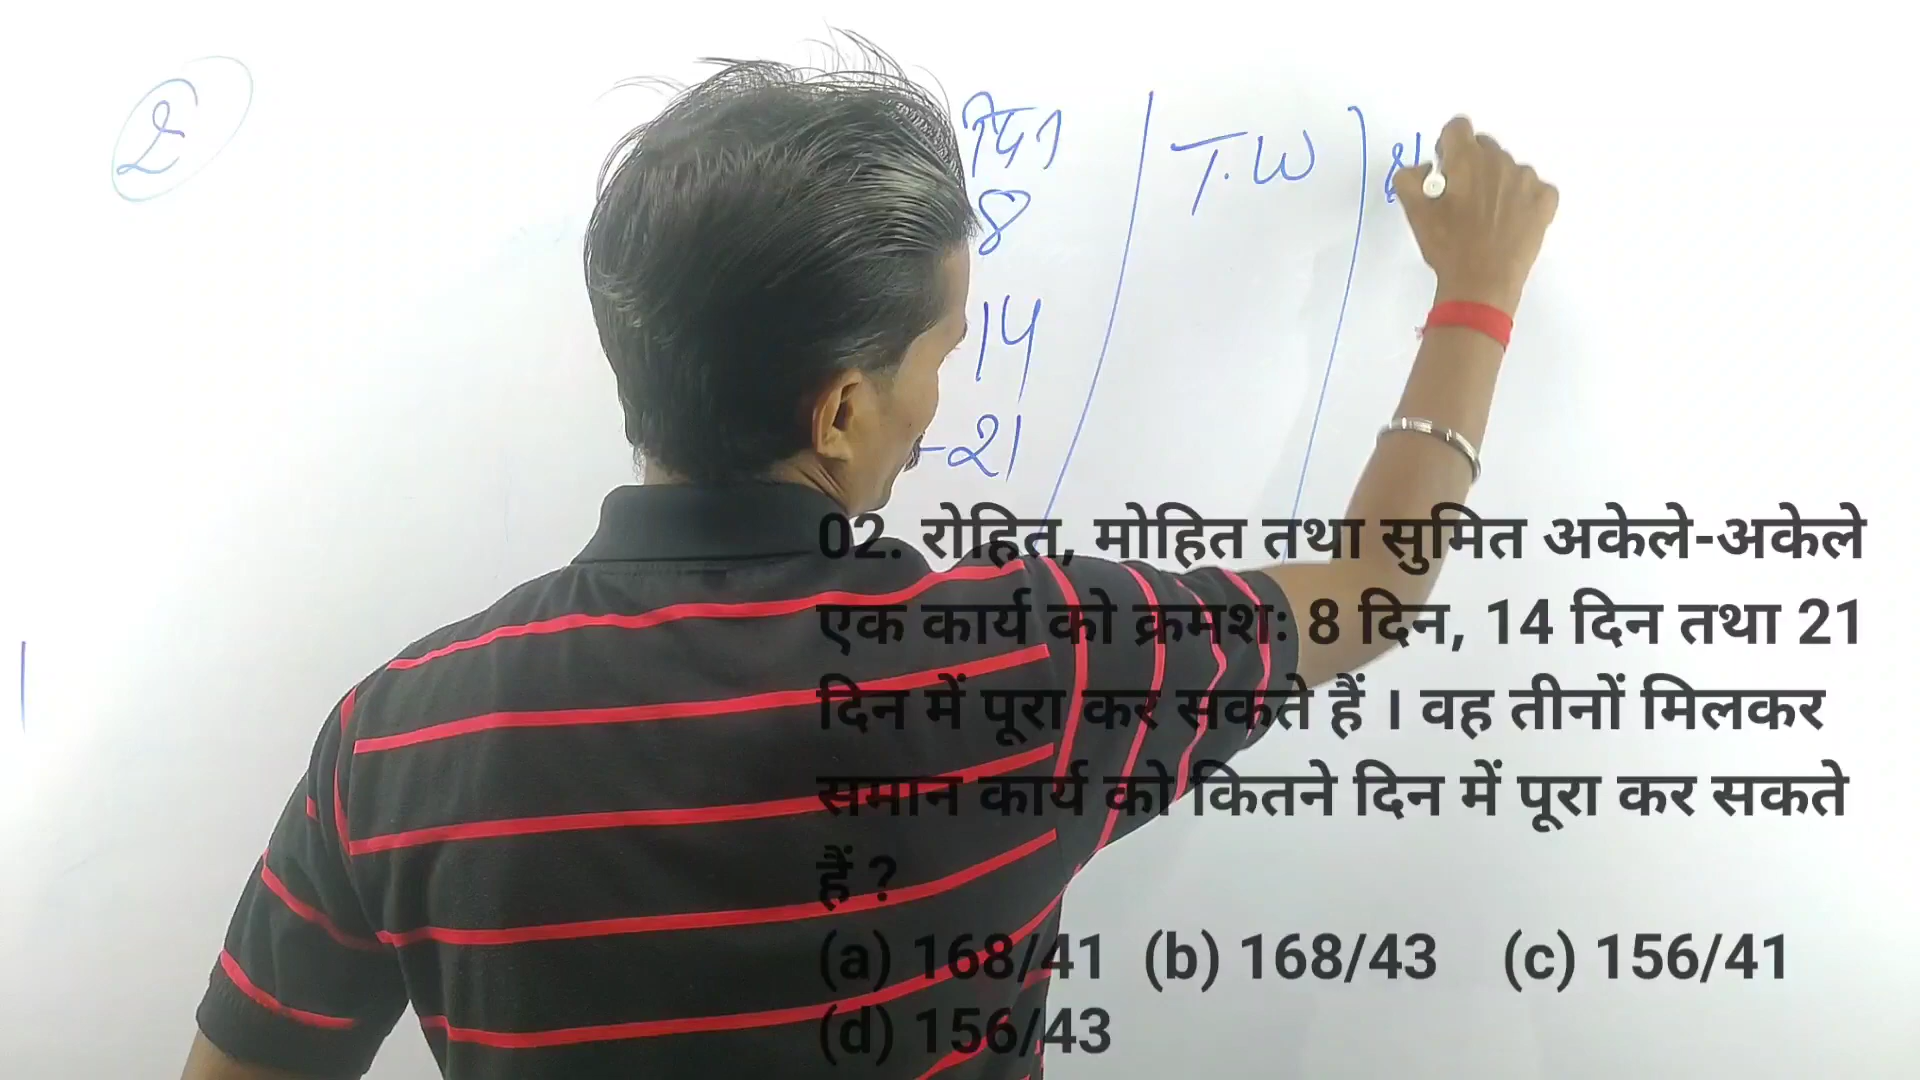 2
दिन
T.W
8
14
-21
02. रोहित, मोहित तथा सुमित अकेले-अकेले
एक कार्य को क्रमशः 8 दिन, 14 दिन तथा 21
दिन में पूरा कर सकते हैं । वह तीनों मिलकर
समान कार्य को कितने दिन में पूरा कर सकते
हैं ?
(a) 168/41 (b) 168/43 (c) 156/41
(d) 156/43